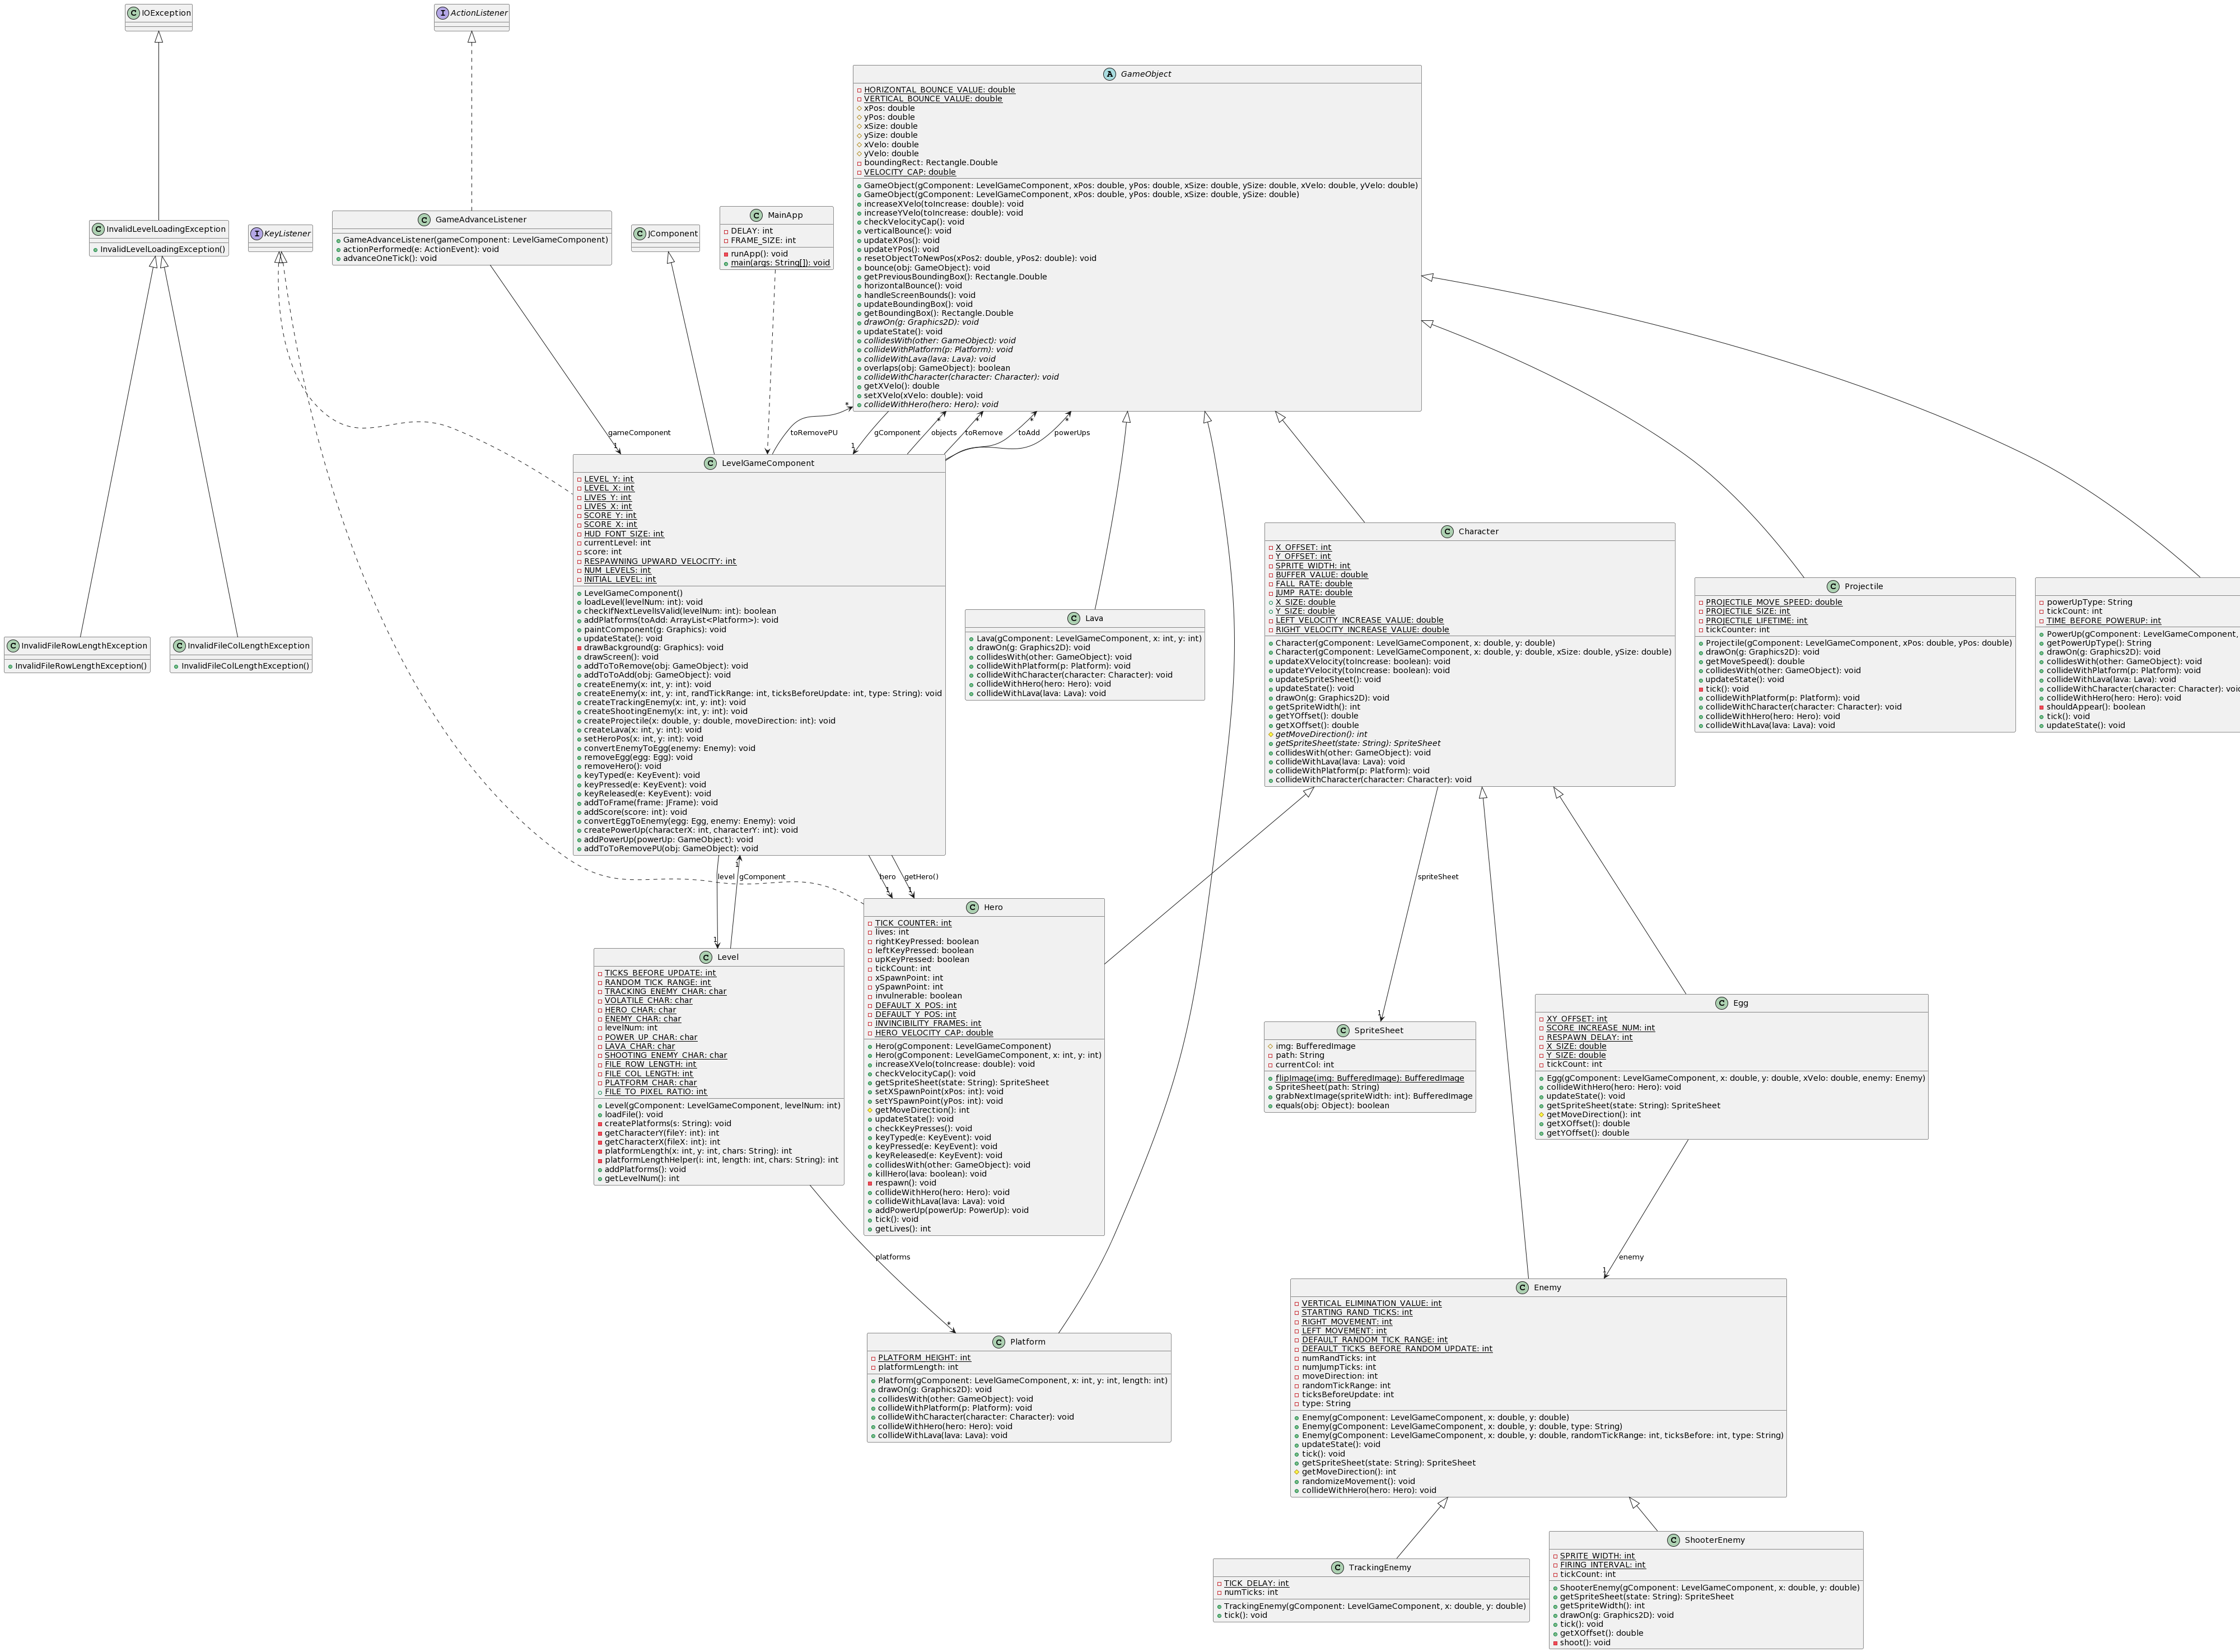 IOException
ActionListener
GameObject
HORIZONTAL_BOUNCE_VALUE: double
VERTICAL_BOUNCE_VALUE: double
xPos: double
yPos: double
xSize: double
ySize: double
xVelo: double
yVelo: double
boundingRect: Rectangle.Double
VELOCITY_CAP: double
GameObject(gComponent: LevelGameComponent, xPos: double, yPos: double, xSize: double, ySize: double, xVelo: double, yVelo: double)
GameObject(gComponent: LevelGameComponent, xPos: double, yPos: double, xSize: double, ySize: double)
increaseXVelo(toIncrease: double): void
increaseYVelo(toIncrease: double): void
checkVelocityCap(): void
verticalBounce(): void
updateXPos(): void
updateYPos(): void
resetObjectToNewPos(xPos2: double, yPos2: double): void
bounce(obj: GameObject): void
getPreviousBoundingBox(): Rectangle.Double
horizontalBounce(): void
handleScreenBounds(): void
updateBoundingBox(): void
getBoundingBox(): Rectangle.Double
drawOn(g: Graphics2D): void
updateState(): void
collidesWith(other: GameObject): void
collideWithPlatform(p: Platform): void
collideWithLava(lava: Lava): void
overlaps(obj: GameObject): boolean
collideWithCharacter(character: Character): void
getXVelo(): double
setXVelo(xVelo: double): void
collideWithHero(hero: Hero): void
InvalidLevelLoadingException
InvalidLevelLoadingException()
KeyListener
GameAdvanceListener
GameAdvanceListener(gameComponent: LevelGameComponent)
actionPerformed(e: ActionEvent): void
advanceOneTick(): void
JComponent
MainApp
DELAY: int
FRAME_SIZE: int
runApp(): void
main(args: String[]): void
gameComponent
1
toRemovePU
*
gComponent
1
objects
*
toRemove
*
toAdd
*
powerUps
*
LevelGameComponent
LEVEL_Y: int
LEVEL_X: int
LIVES_Y: int
LIVES_X: int
SCORE_Y: int
SCORE_X: int
HUD_FONT_SIZE: int
currentLevel: int
score: int
RESPAWNING_UPWARD_VELOCITY: int
NUM_LEVELS: int
INITIAL_LEVEL: int
LevelGameComponent()
loadLevel(levelNum: int): void
checkIfNextLevelIsValid(levelNum: int): boolean
addPlatforms(toAdd: ArrayList<Platform>): void
paintComponent(g: Graphics): void
updateState(): void
drawBackground(g: Graphics): void
drawScreen(): void
addToToRemove(obj: GameObject): void
addToToAdd(obj: GameObject): void
createEnemy(x: int, y: int): void
createEnemy(x: int, y: int, randTickRange: int, ticksBeforeUpdate: int, type: String): void
createTrackingEnemy(x: int, y: int): void
createShootingEnemy(x: int, y: int): void
createProjectile(x: double, y: double, moveDirection: int): void
createLava(x: int, y: int): void
setHeroPos(x: int, y: int): void
convertEnemyToEgg(enemy: Enemy): void
removeEgg(egg: Egg): void
removeHero(): void
keyTyped(e: KeyEvent): void
keyPressed(e: KeyEvent): void
keyReleased(e: KeyEvent): void
addToFrame(frame: JFrame): void
addScore(score: int): void
convertEggToEnemy(egg: Egg, enemy: Enemy): void
createPowerUp(characterX: int, characterY: int): void
addPowerUp(powerUp: GameObject): void
addToToRemovePU(obj: GameObject): void
Character
X_OFFSET: int
Y_OFFSET: int
SPRITE_WIDTH: int
BUFFER_VALUE: double
FALL_RATE: double
JUMP_RATE: double
X_SIZE: double
Y_SIZE: double
LEFT_VELOCITY_INCREASE_VALUE: double
RIGHT_VELOCITY_INCREASE_VALUE: double
Character(gComponent: LevelGameComponent, x: double, y: double)
Character(gComponent: LevelGameComponent, x: double, y: double, xSize: double, ySize: double)
updateXVelocity(toIncrease: boolean): void
updateYVelocity(toIncrease: boolean): void
updateSpriteSheet(): void
updateState(): void
drawOn(g: Graphics2D): void
getSpriteWidth(): int
getYOffset(): double
getXOffset(): double
getMoveDirection(): int
getSpriteSheet(state: String): SpriteSheet
collidesWith(other: GameObject): void
collideWithLava(lava: Lava): void
collideWithPlatform(p: Platform): void
collideWithCharacter(character: Character): void
Projectile
PROJECTILE_MOVE_SPEED: double
PROJECTILE_SIZE: int
PROJECTILE_LIFETIME: int
tickCounter: int
Projectile(gComponent: LevelGameComponent, xPos: double, yPos: double)
drawOn(g: Graphics2D): void
getMoveSpeed(): double
collidesWith(other: GameObject): void
updateState(): void
tick(): void
collideWithPlatform(p: Platform): void
collideWithCharacter(character: Character): void
collideWithHero(hero: Hero): void
collideWithLava(lava: Lava): void
powerUpType: String
tickCount: int
TIME_BEFORE_POWERUP: int
PowerUp(gComponent: LevelGameComponent,
getPowerUpType(): String
drawOn(g: Graphics2D): void
collidesWith(other: GameObject): void
collideWithPlatform(p: Platform): void
collideWithLava(lava: Lava): void
collideWithCharacter(character: Character): void
collideWithHero(hero: Hero): void
shouldAppear(): boolean
tick(): void
updateState(): void
Lava
Lava(gComponent: LevelGameComponent, x: int, y: int)
drawOn(g: Graphics2D): void
collidesWith(other: GameObject): void
collideWithPlatform(p: Platform): void
collideWithCharacter(character: Character): void
collideWithHero(hero: Hero): void
collideWithLava(lava: Lava): void
InvalidFileRowLengthException
InvalidFileRowLengthException()
InvalidFileColLengthException
InvalidFileColLengthException()
level
1
gComponent
1
hero
1
getHero()
1
spriteSheet
1
Hero
TICK_COUNTER: int
lives: int
rightKeyPressed: boolean
leftKeyPressed: boolean
upKeyPressed: boolean
tickCount: int
xSpawnPoint: int
ySpawnPoint: int
invulnerable: boolean
DEFAULT_X_POS: int
DEFAULT_Y_POS: int
INVINCIBILITY_FRAMES: int
HERO_VELOCITY_CAP: double
Hero(gComponent: LevelGameComponent)
Hero(gComponent: LevelGameComponent, x: int, y: int)
increaseXVelo(toIncrease: double): void
checkVelocityCap(): void
getSpriteSheet(state: String): SpriteSheet
setXSpawnPoint(xPos: int): void
setYSpawnPoint(yPos: int): void
getMoveDirection(): int
updateState(): void
checkKeyPresses(): void
keyTyped(e: KeyEvent): void
keyPressed(e: KeyEvent): void
keyReleased(e: KeyEvent): void
collidesWith(other: GameObject): void
killHero(lava: boolean): void
respawn(): void
collideWithHero(hero: Hero): void
collideWithLava(lava: Lava): void
addPowerUp(powerUp: PowerUp): void
tick(): void
getLives(): int
Level
TICKS_BEFORE_UPDATE: int
RANDOM_TICK_RANGE: int
TRACKING_ENEMY_CHAR: char
VOLATILE_CHAR: char
HERO_CHAR: char
ENEMY_CHAR: char
levelNum: int
POWER_UP_CHAR: char
LAVA_CHAR: char
SHOOTING_ENEMY_CHAR: char
FILE_ROW_LENGTH: int
FILE_COL_LENGTH: int
PLATFORM_CHAR: char
FILE_TO_PIXEL_RATIO: int
Level(gComponent: LevelGameComponent, levelNum: int)
loadFile(): void
createPlatforms(s: String): void
getCharacterY(fileY: int): int
getCharacterX(fileX: int): int
platformLength(x: int, y: int, chars: String): int
platformLengthHelper(i: int, length: int, chars: String): int
addPlatforms(): void
getLevelNum(): int
SpriteSheet
img: BufferedImage
path: String
currentCol: int
flipImage(img: BufferedImage): BufferedImage
SpriteSheet(path: String)
grabNextImage(spriteWidth: int): BufferedImage
equals(obj: Object): boolean
Egg
XY_OFFSET: int
SCORE_INCREASE_NUM: int
RESPAWN_DELAY: int
X_SIZE: double
Y_SIZE: double
tickCount: int
Egg(gComponent: LevelGameComponent, x: double, y: double, xVelo: double, enemy: Enemy)
collideWithHero(hero: Hero): void
updateState(): void
getSpriteSheet(state: String): SpriteSheet
getMoveDirection(): int
getXOffset(): double
getYOffset(): double
platforms
*
enemy
1
Platform
PLATFORM_HEIGHT: int
platformLength: int
Platform(gComponent: LevelGameComponent, x: int, y: int, length: int)
drawOn(g: Graphics2D): void
collidesWith(other: GameObject): void
collideWithPlatform(p: Platform): void
collideWithCharacter(character: Character): void
collideWithHero(hero: Hero): void
collideWithLava(lava: Lava): void
Enemy
VERTICAL_ELIMINATION_VALUE: int
STARTING_RAND_TICKS: int
RIGHT_MOVEMENT: int
LEFT_MOVEMENT: int
DEFAULT_RANDOM_TICK_RANGE: int
DEFAULT_TICKS_BEFORE_RANDOM_UPDATE: int
numRandTicks: int
numJumpTicks: int
moveDirection: int
randomTickRange: int
ticksBeforeUpdate: int
type: String
Enemy(gComponent: LevelGameComponent, x: double, y: double)
Enemy(gComponent: LevelGameComponent, x: double, y: double, type: String)
Enemy(gComponent: LevelGameComponent, x: double, y: double, randomTickRange: int, ticksBefore: int, type: String)
updateState(): void
tick(): void
getSpriteSheet(state: String): SpriteSheet
getMoveDirection(): int
randomizeMovement(): void
collideWithHero(hero: Hero): void
TrackingEnemy
TICK_DELAY: int
numTicks: int
TrackingEnemy(gComponent: LevelGameComponent, x: double, y: double)
tick(): void
ShooterEnemy
SPRITE_WIDTH: int
FIRING_INTERVAL: int
tickCount: int
ShooterEnemy(gComponent: LevelGameComponent, x: double, y: double)
getSpriteSheet(state: String): SpriteSheet
getSpriteWidth(): int
drawOn(g: Graphics2D): void
tick(): void
getXOffset(): double
shoot(): void